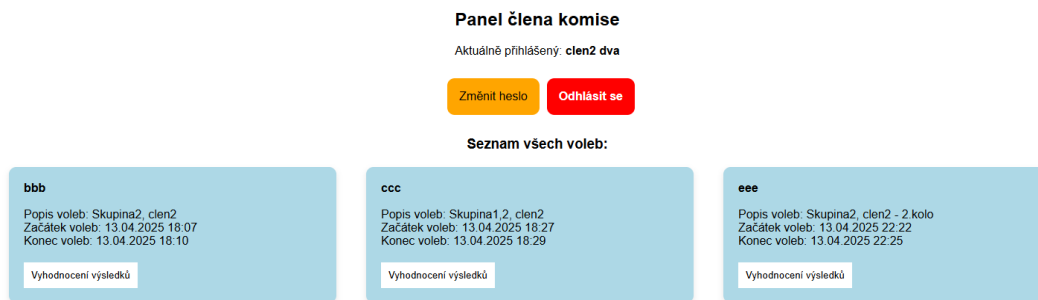 Panel člena komise
Aktuálně přihlášený: clen2 dva
Změnit heslo
Odhlásit se
Seznam všech voleb:
bbb
Popis voleb: Skupina2, clen2
Začátek voleb: 13.04.2025 18:07
Konec voleb: 13.04.2025 18:10
Vyhodnocení výsledků
ccc
Popis voleb: Skupina1,2, clen2
Začátek voleb: 13.04.2025 18:27
Konec voleb: 13.04.2025 18:29
Vyhodnocení výsledků
eee
Popis voleb: Skupina2, clen2 - 2.kolo
Začátek voleb: 13.04.2025 22:22
Konec voleb: 13.04.2025 22:25
Vyhodnocení výsledků